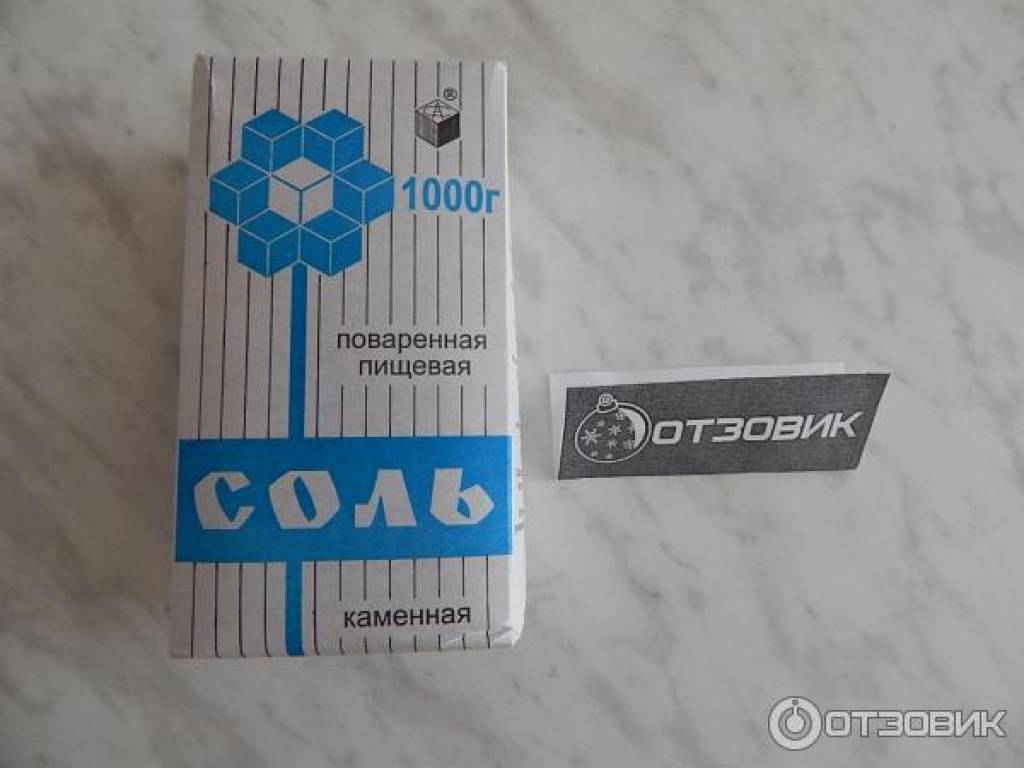 ®
1000г
поваренная
пищевая
соль
каменная
ОТЗОВИК
ОТЗОВИК